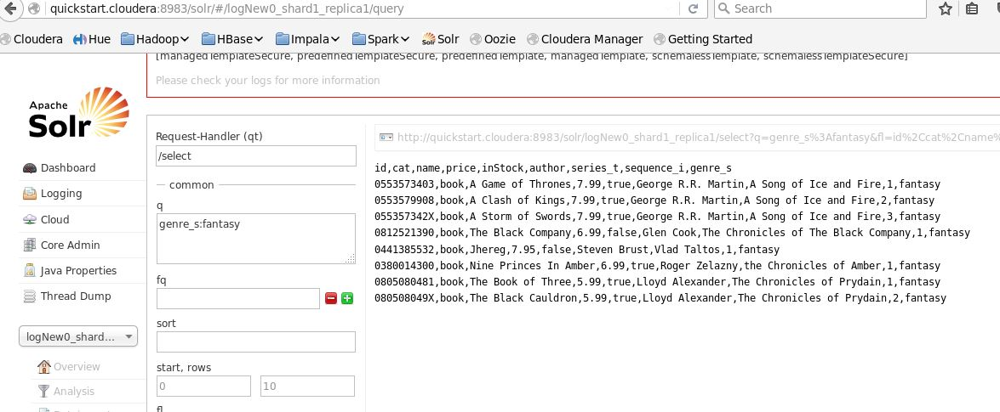 quickstart.cloudera:8983/solr/#/logNew0_shard1_replica1/query
Search
Cloudera Hue Hadoop HBase Impala Spark Solr Oozie Cloudera Manager Getting Started
[managedTemplateSecure, predefinedTemplateSecure, predefinedTemplate, managedTemplate, schemalessTemplate, schemalessTemplateSecure]
Please check your logs for more information
Apache
Solr
Dashboard
Logging
Cloud
Core Admin
Java Properties
Thread Dump
logNew0_shard...
Overview
Analysis
Request-Handler (qt)
/select
common
q
genre_s:fantasy
fq
sort
start, rows
0
10
fl
http://quickstart.cloudera:8983/solr/logNew0_shard1_replica1/select?q=genre_s%3Afantasy&fl=id%2Ccat%2Cname%
id,cat,name,price,inStock,author,series_t,sequence_i,genre_s
0553573403,book,A Game of Thrones,7.99,true,George R.R. Martin,A Song of Ice and Fire,1,fantasy
0553579908,book,A Clash of Kings,7.99,true,George R.R. Martin,A Song of Ice and Fire,2,fantasy
055357342X,book,A Storm of Swords,7.99,true,George R.R. Martin,A Song of Ice and Fire,3,fantasy
0812521390,book,The Black Company,6.99,false,Glen Cook,The Chronicles of The Black Company,1,fantasy
0441385532,book,Jhereg,7.95,false,Steven Brust,Vlad Taltos,1,fantasy
0380014300,book,Nine Princes In Amber,6.99,true,Roger Zelazny,the Chronicles of Amber,1,fantasy
0805080481,book,The Book of Three,5.99,true,Lloyd Alexander,The Chronicles of Prydain,1,fantasy
080508049X,book,The Black Cauldron,5.99,true,Lloyd Alexander,The Chronicles of Prydain,2,fantasy